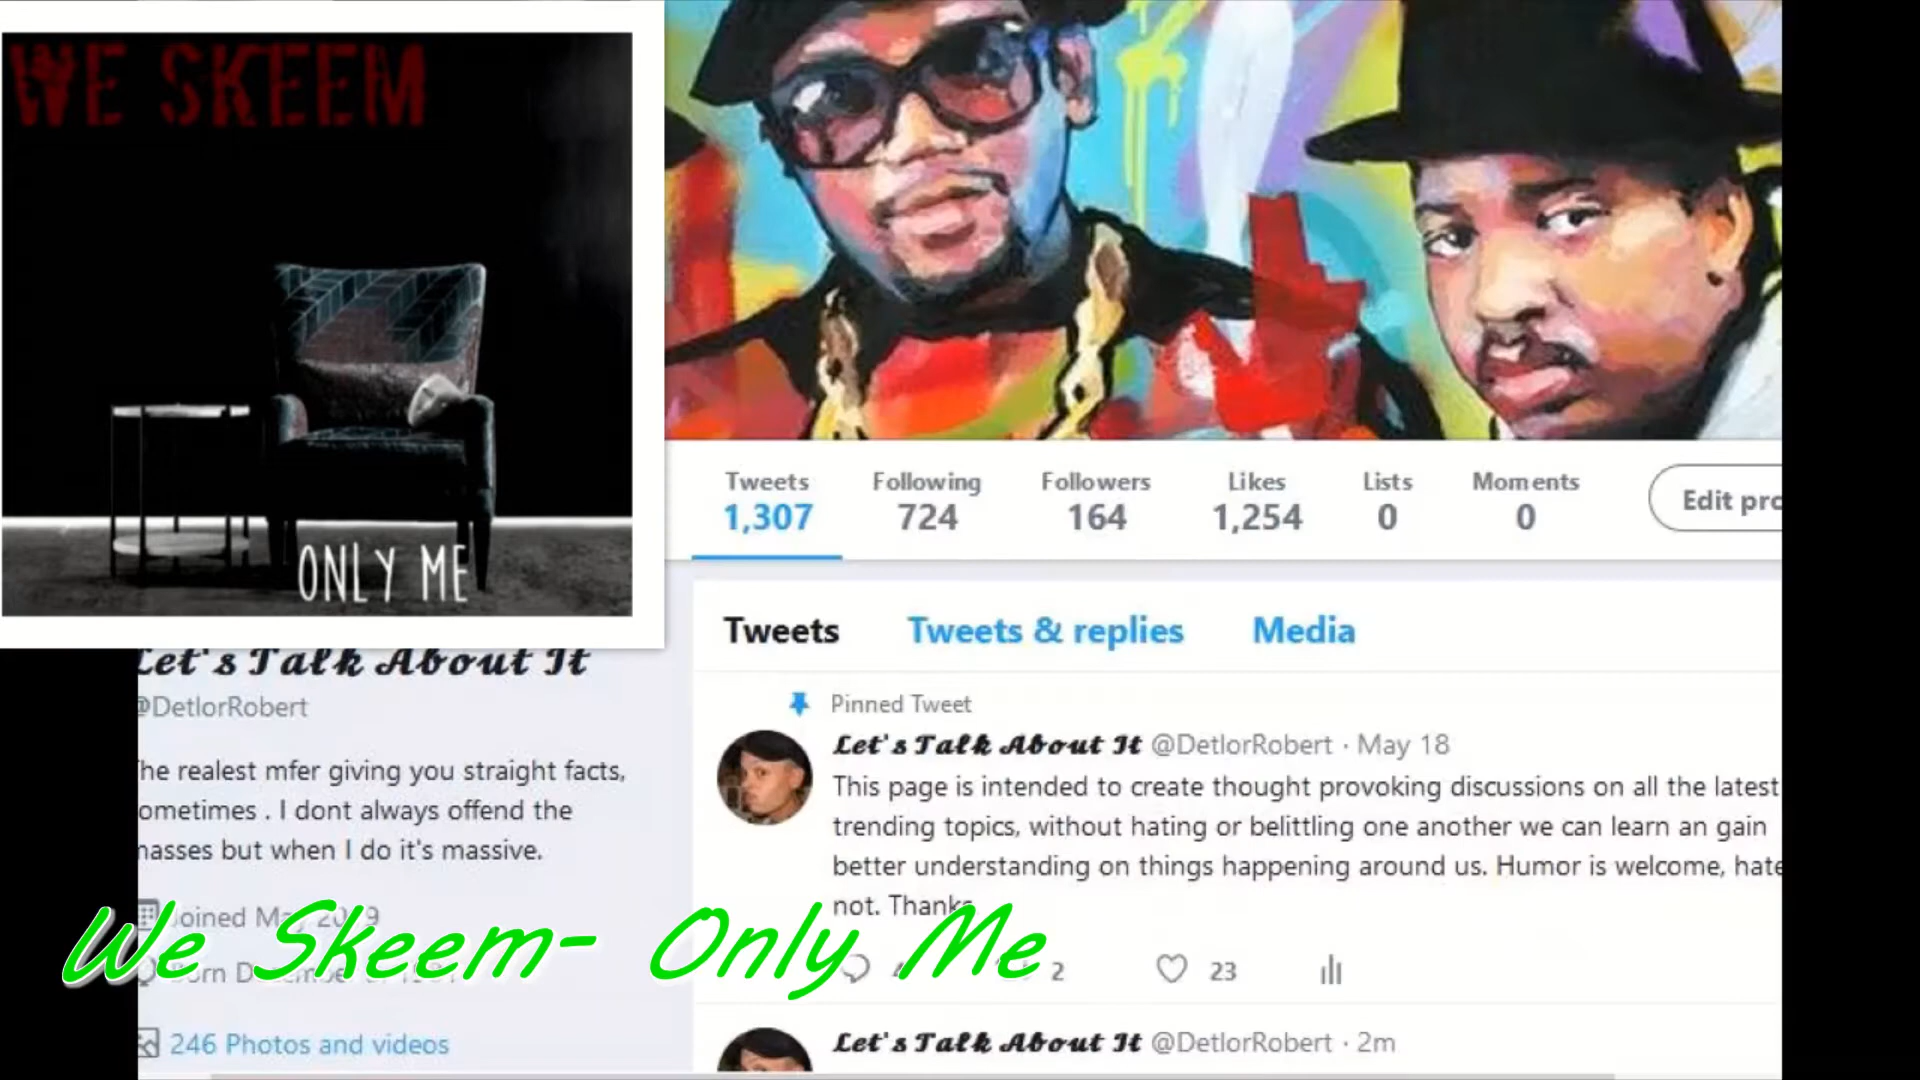 WE SKEEM
ONLY ME
Tweets Following Followers Likes Lists Moments
1,307 724 164 1,254 0 0
Edit pro
Tweets Tweets & replies Media
Let's Talk About It
@DetlorRobert
he realest mfer giving you straight facts,
ometimes . I dont always offend the
masses but when I do it's massive.
Joined May
246 Photos and videos
Pinned Tweet
Let's Talk About It @DetlorRobert · May 18
This page is intended to create thought provoking discussions on all the latest
trending topics, without hating or belittling one another we can learn an gain
better understanding on things happening around us. Humor is welcome, hate
not. Thanks
2 23
Let's Talk About It @DetlorRobert · 2m
We Skeem- Only Me